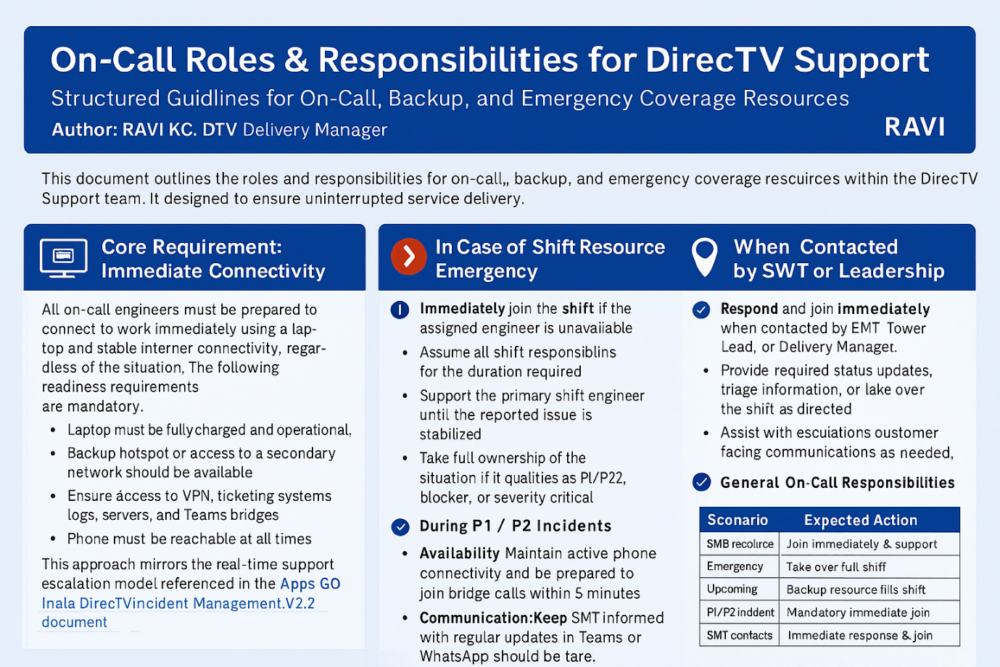 On-Call Roles & Responsibilities for DirecTV Support
Structured Guidlines for On-Call, Backup, and Emergency Coverage Resources
Author: RAVI KC. DTV Delivery Manager
RAVI
This document outlines the roles and responsibilities for on-call,, backup, and emergency coverage rescuirces within the DirecTV
Support team. It designed to ensure uninterrupted service delivery.
Core Requirement:
Immediate Connectivity
All on-call engineers must be prepared to
connect to work immediately using a lap-
top and stable interner connectivity, regar-
dless of the situation, The following
readiness requirements
are mandatory.
• Laptop must be fully charged and operational,
• Backup hotspot or access to a secondary
network should be available
• Ensure áccess to VPN, ticketing systems
logs, servers, and Teams bridges
• Phone must be reachable at all times
This approach mirrors the real-time support
escalation model referenced in the Apps GO
Inala DirecTVincident Management.V2.2
document
In Case of Shift Resource
Emergency
Immediately join the shift if the
assigned engineer is unavaiiable
• Assume all shift responsiblins
for the duration required
• Support the primary shift engineer
until the reported issue is
stabilized
• Take full ownership of the
situation if it qualities as PI/P22,
blocker, or severity critical
During P1 / P2 Incidents
• Availability Maintain active phone
connectivity and be prepared to
join bridge calls within 5 minutes
• Communication:Keep SMT informed
with regular updates in Teams or
WhatsApp should be tare.
When Contacted
by SWT or Leadership
Respond and join immediately
when contacted by EMT Tower
Lead, or Delivery Manager.
• Provide required status updates,
triage information, or lake over
the shift as directed
• Assist with escuiations oustomer
facing communications as needed,
General On-Call Responsibilities
Sconario Expected Action
SMB recolırce Join immediately & support
Emergency Take over full shiff
Upcoming Backup resource fills shift
PI/P2 inddent Mandatory immediate join
SMT contacts Immediate response & join